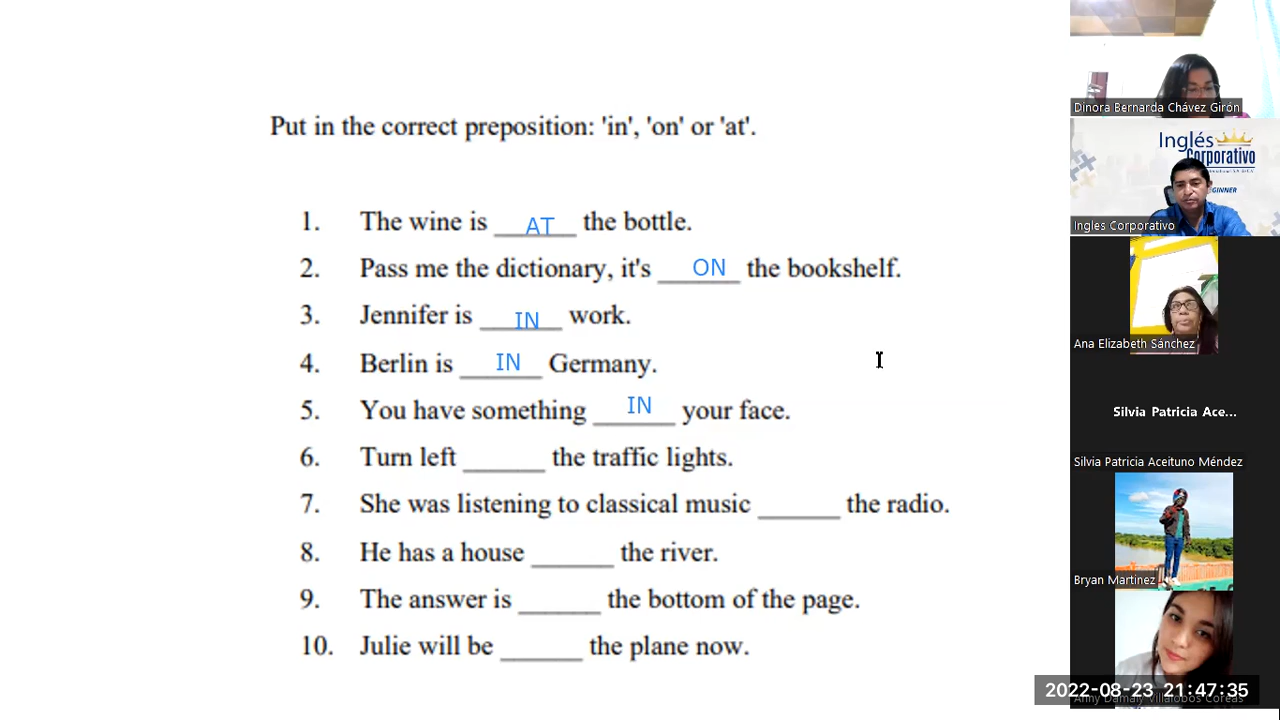 Put in the correct preposition: 'in', 'on' or 'at'.
1. The wine is AT the bottle.
2. Pass me the dictionary, it's ON the bookshelf.
3. Jennifer is IN work.
4. Berlin is IN Germany.
5. You have something IN your face.
6. Turn left ______ the traffic lights.
7. She was listening to classical music ______ the radio.
8. He has a house ______ the river.
9. The answer is ______ the bottom of the page.
10. Julie will be ______ the plane now.
Dinora Bernarda Chávez Girón
Inglés
Corporativo
Ingles Corporativo
Ana Elizabeth Sánchez
Silvia Patricia Ace...
Silvia Patricia Aceituno Méndez
Bryan Martinez
2022-08-23 21:47:35